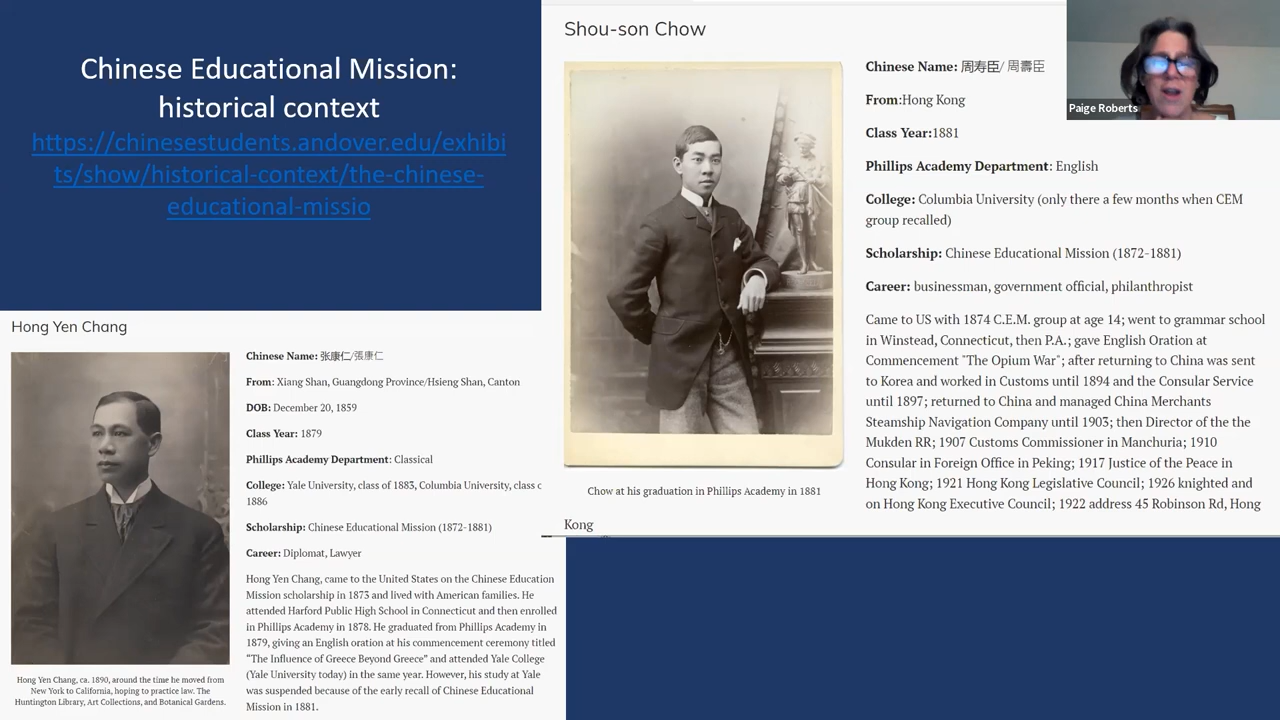 Chinese Educational Mission:
historical context
https://chinesestudents.andover.edu/exhibi
ts/show/historical-context/the-chinese-
educational-missio
Hong Yen Chang
Chinese Name: 张康仁/張康仁
From: Xiang Shan, Guangdong Province/Hsieng Shan, Canton
DOB: December 20, 1859
Class Year: 1879
Phillips Academy Department: Classical
College: Yale University, class of 1883, Columbia University, class
1886
Scholarship: Chinese Educational Mission (1872-1881)
Career: Diplomat, Lawyer
Hong Yen Chang, came to the United States on the Chinese Education
Mission scholarship in 1873 and lived with American families. He
attended Harford Public High School in Connecticut and then enrolled
in Phillips Academy in 1878. He graduated from Phillips Academy in
1879, giving an English oration at his commencement ceremony titled
“The Influence of Greece Beyond Greece” and attended Yale College
(Yale University today) in the same year. However, his study at Yale
was suspended because of the early recall of Chinese Educational
Mission in 1881.
Hong Yen Chang, ca. 1890, around the time he moved from
New York to California, hoping to practice law. The
Huntington Library, Art Collections, and Botanical Gardens.
Shou-son Chow
Chinese Name: 周寿臣/ 周壽臣
From:Hong Kong
Class Year:1881
Phillips Academy Department: English
College: Columbia University (only there a few months when CEM
group recalled)
Scholarship: Chinese Educational Mission (1872-1881)
Career: businessman, government official, philanthropist
Came to US with 1874 C.E.M. group at age 14; went to grammar school
in Winstead, Connecticut, then P.A.; gave English Oration at
Commencement "The Opium War"; after returning to China was sent
to Korea and worked in Customs until 1894 and the Consular Service
until 1897; returned to China and managed China Merchants
Steamship Navigation Company until 1903; then Director of the the
Mukden RR; 1907 Customs Commissioner in Manchuria; 1910
Consular in Foreign Office in Peking; 1917 Justice of the Peace in
Hong Kong; 1921 Hong Kong Legislative Council; 1926 knighted and
on Hong Kong Executive Council; 1922 address 45 Robinson Rd, Hong
Kong
Chow at his graduation in Phillips Academy in 1881
Paige Roberts